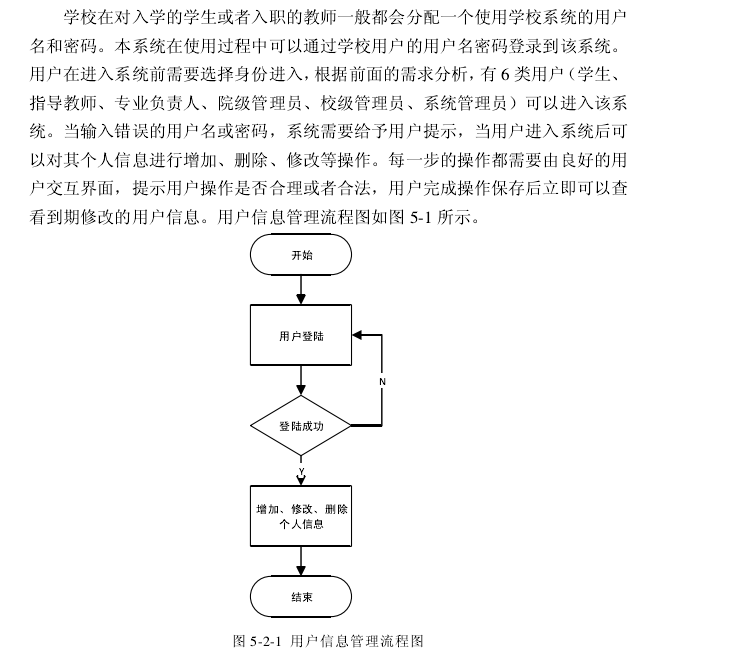 学校在对入学的学生或者入职的教师一般都会分配一个使用学校系统的用户
名和密码。本系统在使用过程中可以通过学校用户的用户名密码登录到该系统。
用户在进入系统前需要选择身份进入，根据前面的需求分析，有 6 类用户（学生、
指导教师、专业负责人、院级管理员、校级管理员、系统管理员）可以进入该系
统。当输入错误的用户名或密码，系统需要给予用户提示，当用户进入系统后可
以对其个人信息进行增加、删除、修改等操作。每一步的操作都需要由良好的用
户交互界面，提示用户操作是否合理或者合法，用户完成操作保存后立即可以查
看到期修改的用户信息。用户信息管理流程图如图 5-1 所示。
开始
用户登陆
N
登陆成功
Y
增加、修改、删除
个人信息
结束
图 5-2-1 用户信息管理流程图